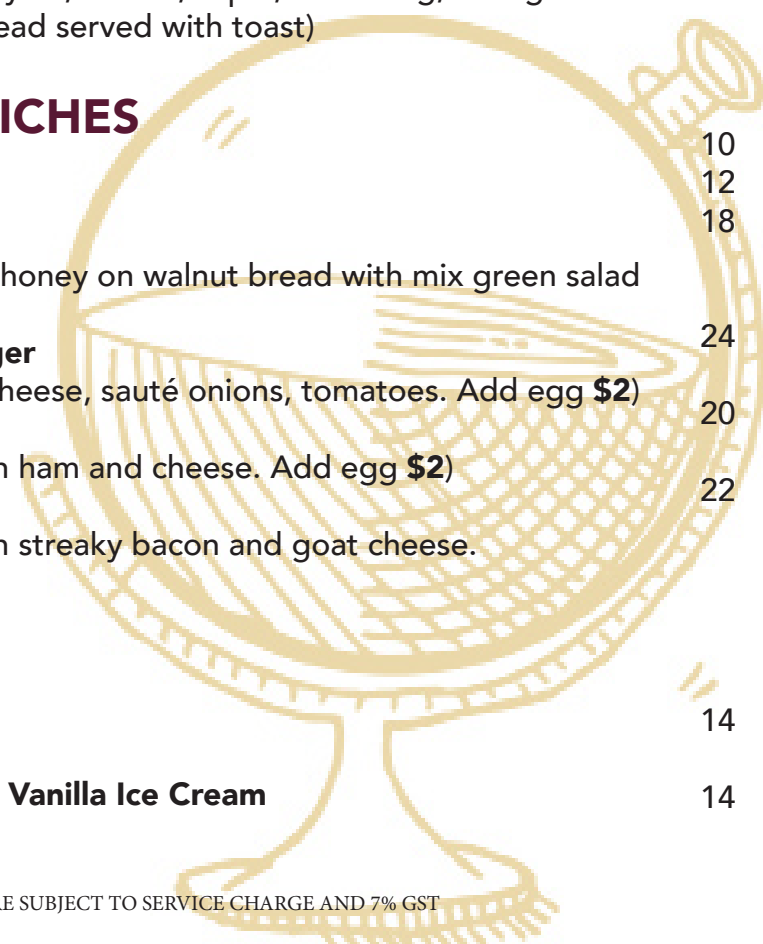 ead served with toast)
ICHES
10
12
18
honey on walnut bread with mix green salad
24
ger
cheese, sauté onions, tomatoes. Add egg $2)
20
ham and cheese. Add egg $2)
22
streaky bacon and goat cheese.
14
Vanilla Ice Cream 14
RE SUBJECT TO SERVICE CHARGE AND 7% GST